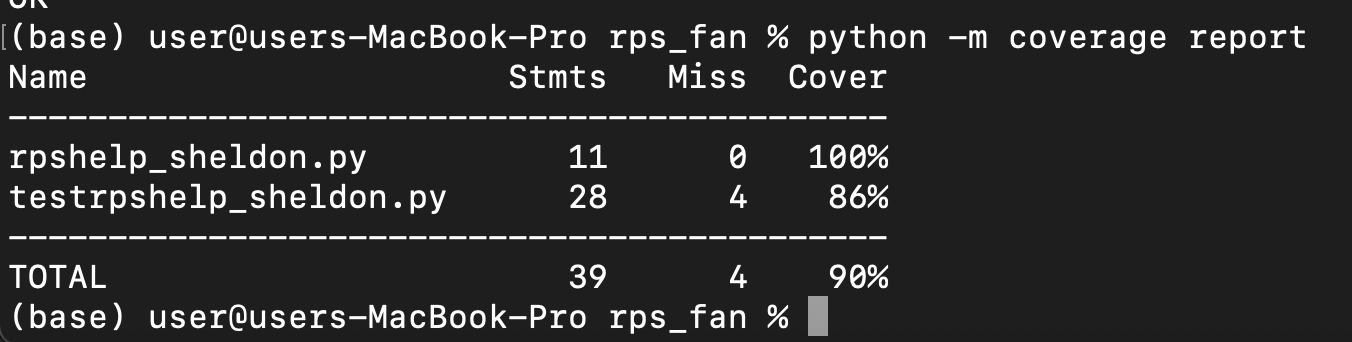 OK
(base) user@users-MacBook-Pro rps_fan % python -m coverage report
Name                     Stmts   Miss  Cover
--------------------------------------------
rpshelp_sheldon.py          11      0   100%
testrpshelp_sheldon.py      28      4    86%
--------------------------------------------
TOTAL                       39      4    90%
(base) user@users-MacBook-Pro rps_fan %